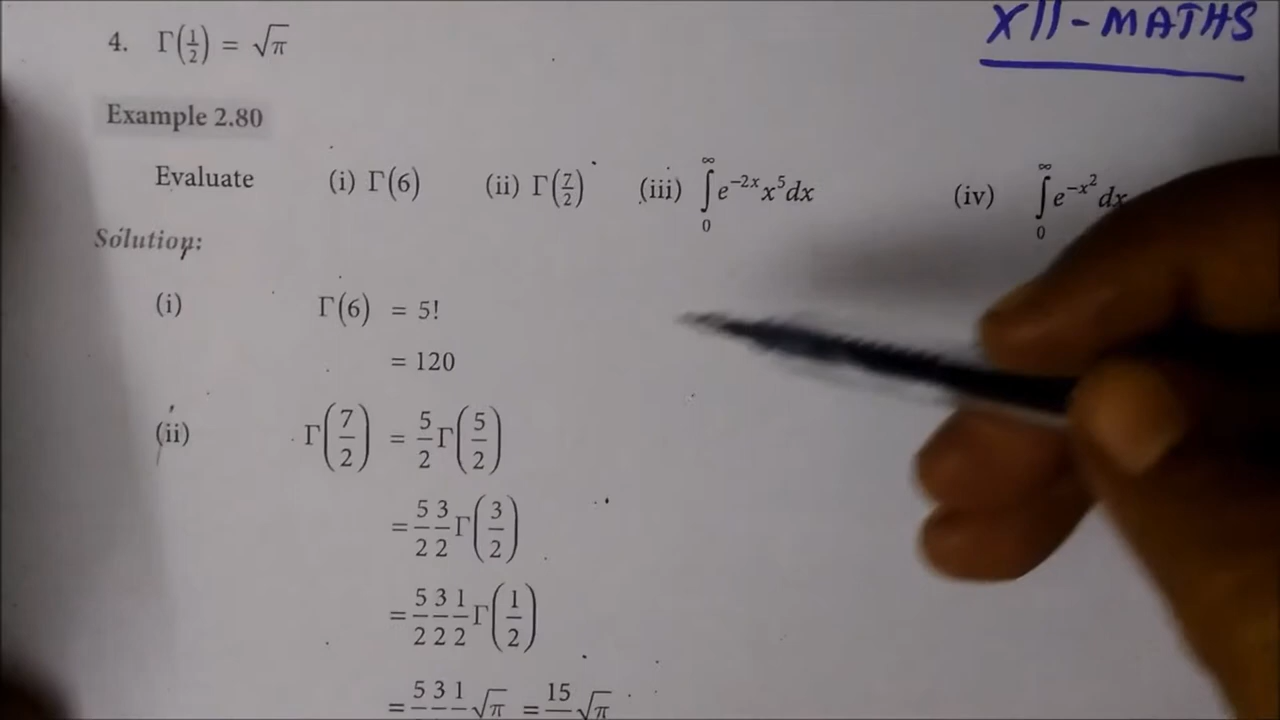 XII - MATHS
4. Γ(1/2) = √π
Example 2.80
Evaluate (i) Γ(6) (ii) Γ(7/2) (iii) ∫₀^∞ e^(-2x) x^5 dx (iv) ∫₀^∞ e^(-x²) dx
Solution:
(i) Γ(6) = 5!
= 120
(ii) Γ(7/2) = 5/2 Γ(5/2)
= 5/2 3/2 Γ(3/2)
= 5/2 3/2 1/2 Γ(1/2)
= 5 3 1 √π = 15 √π